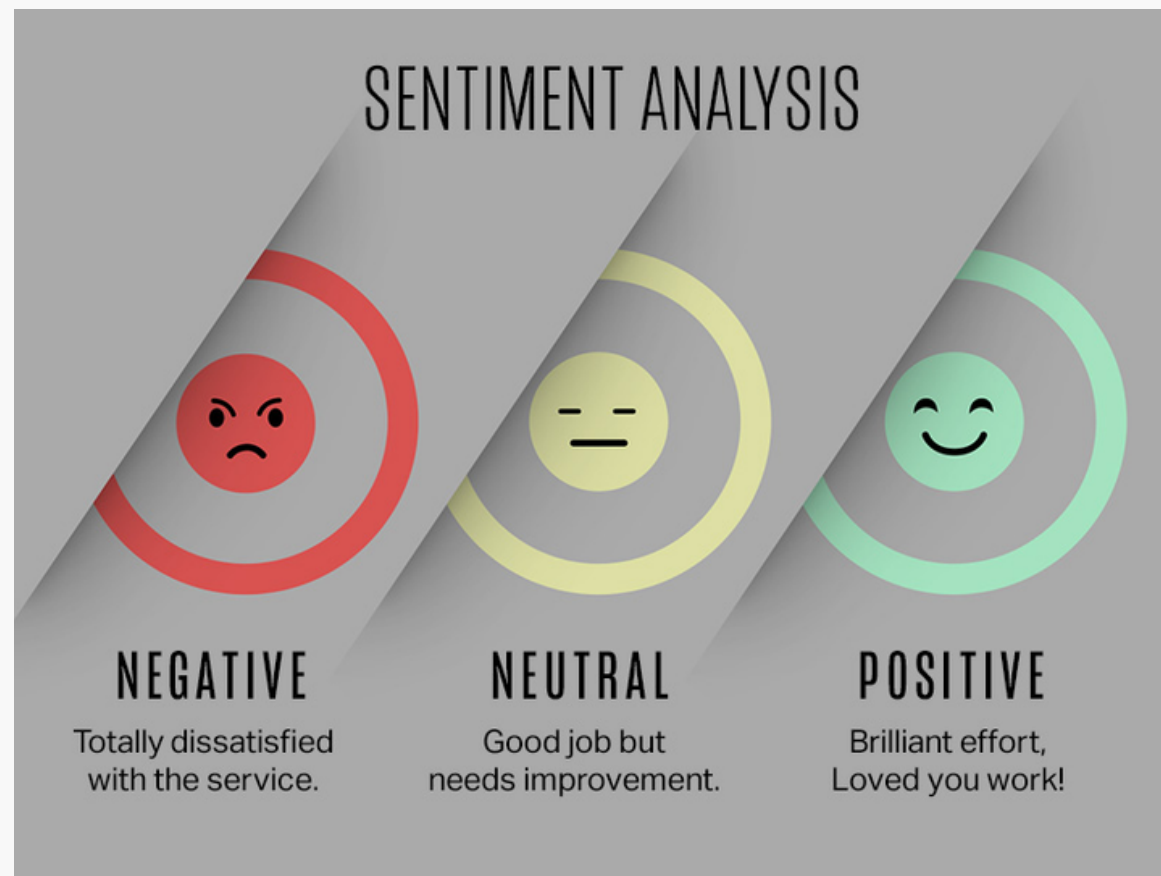 SENTIMENT ANALYSIS
NEGATIVE
Totally dissatisfied
with the service.
NEUTRAL
Good job but
needs improvement.
POSITIVE
Brilliant effort,
Loved you work!